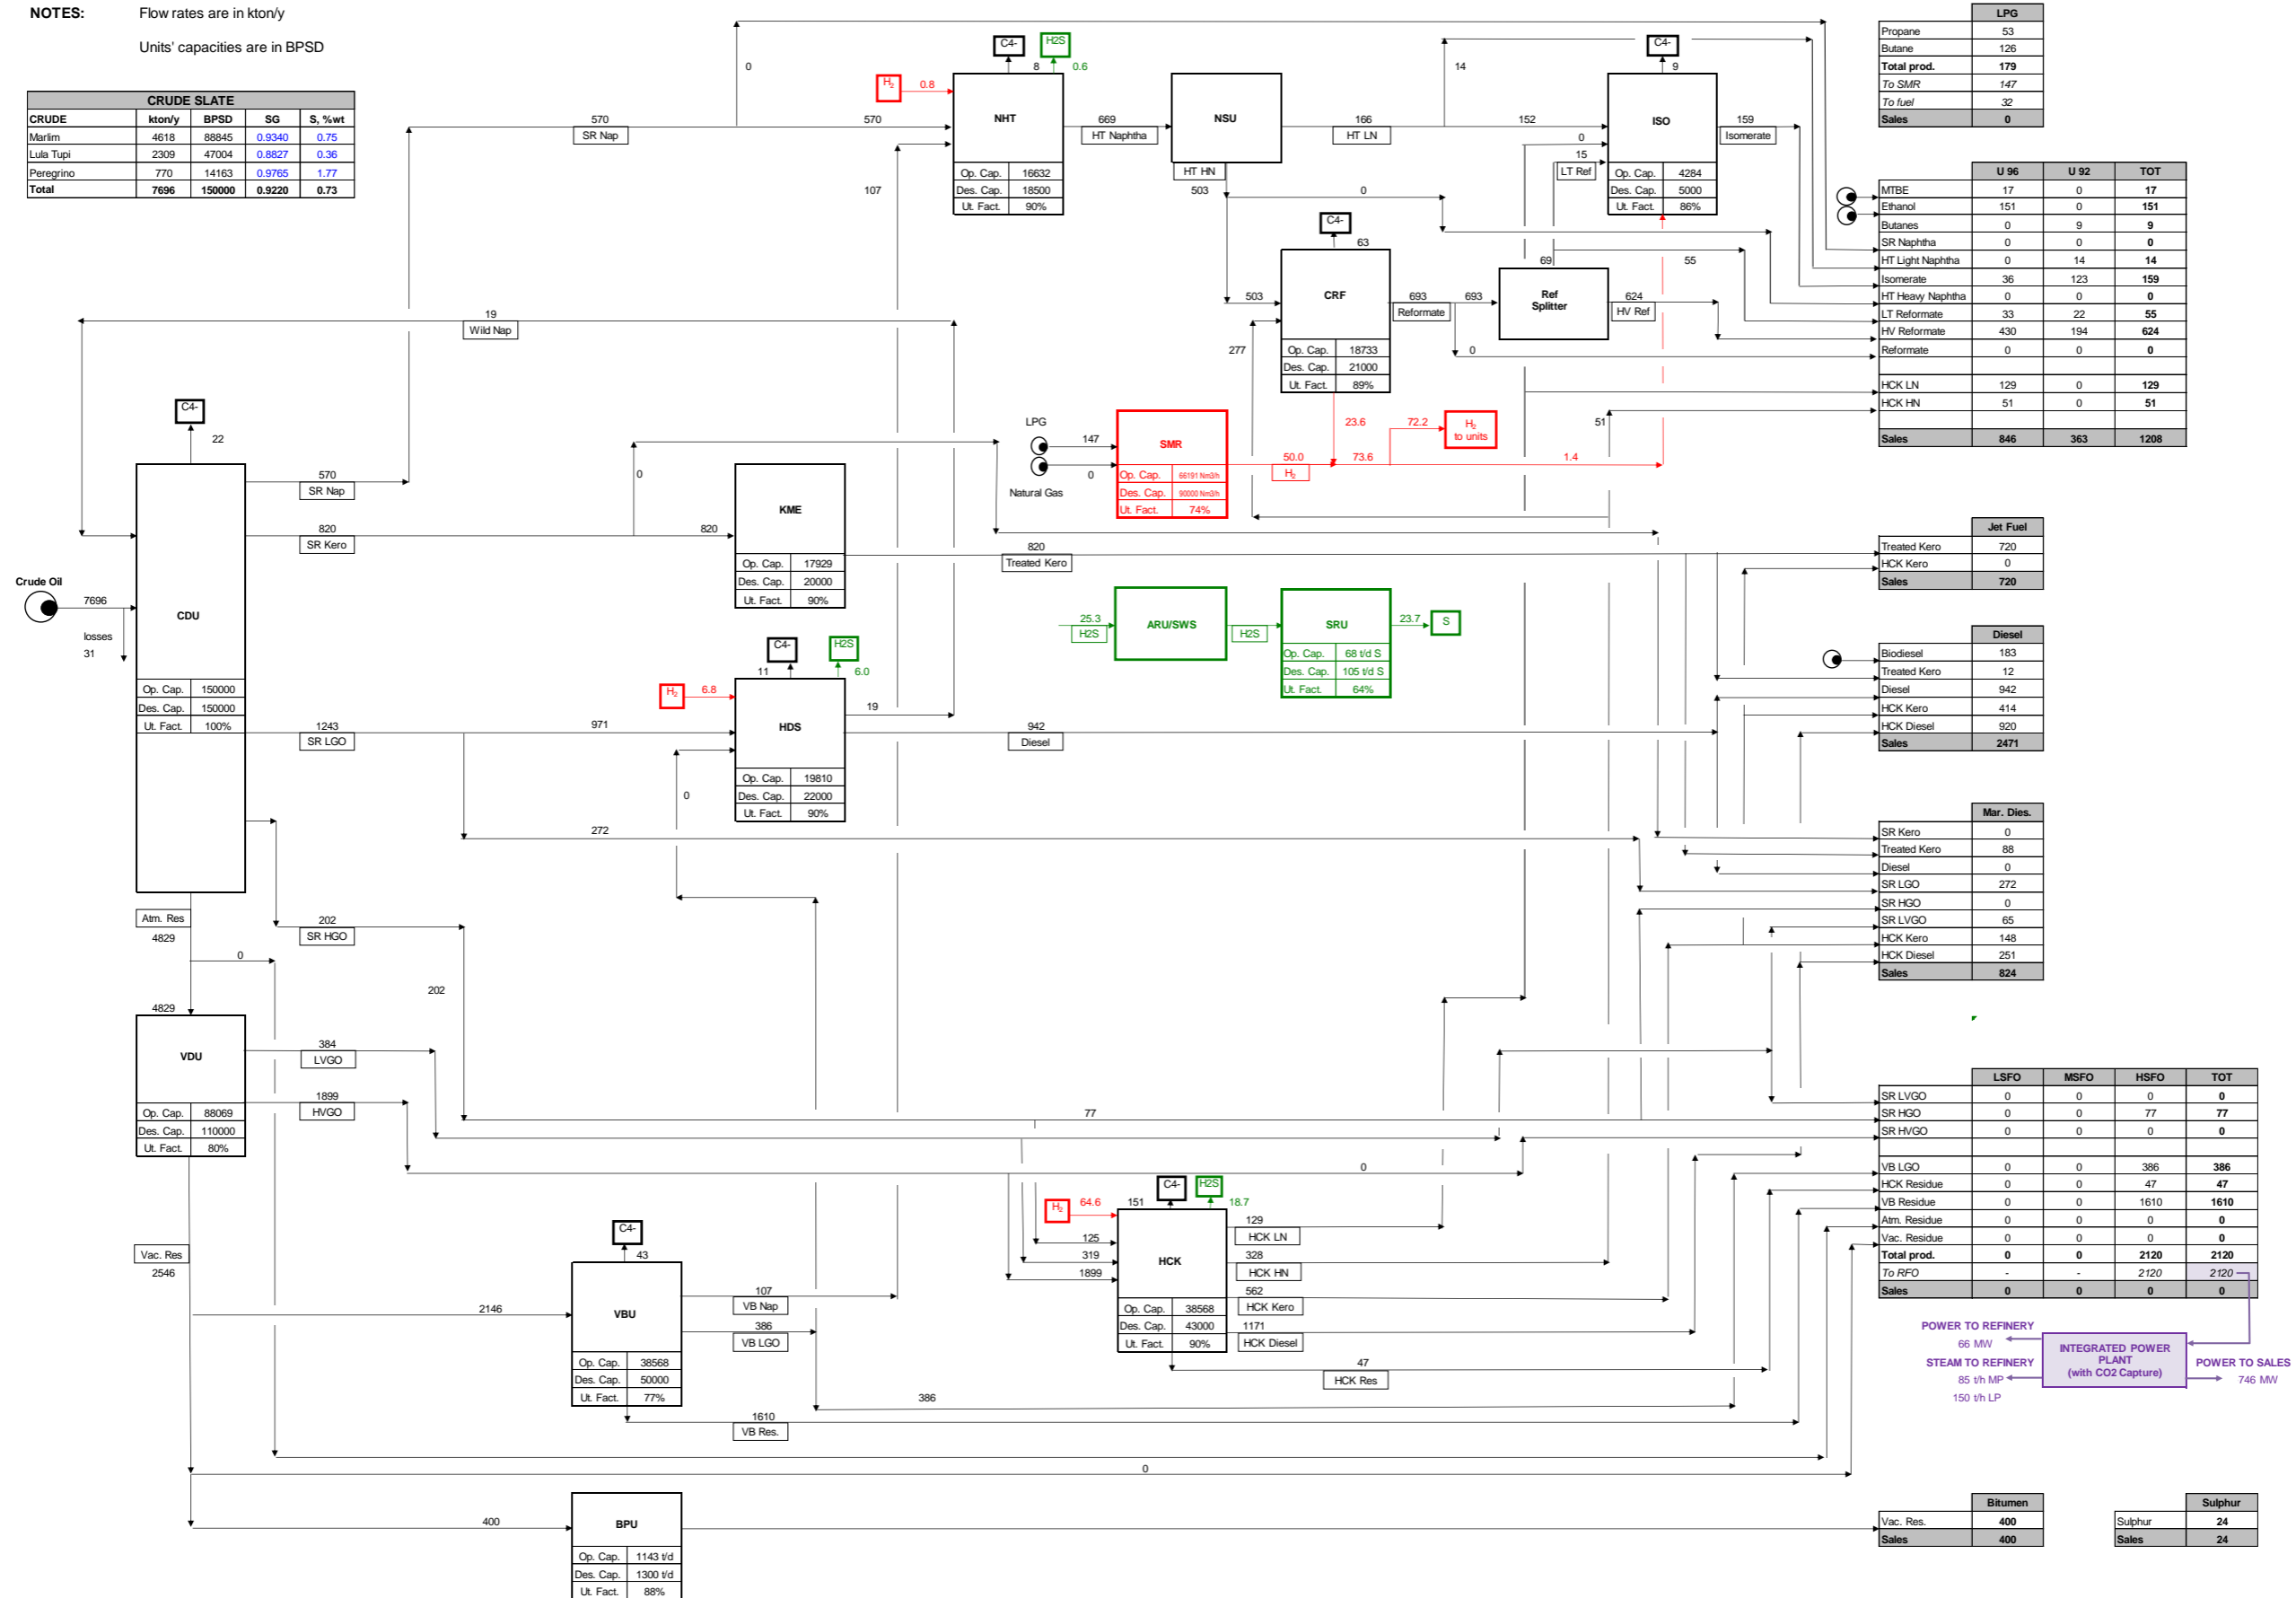 NOTES: Flow rates are in kton/y
Units' capacities are in BPSD
CRUDE SLATE
CRUDE kton/y BPSD SG S, %wt
Marlim 4618 88845 0.9340 0.75
Lula Tupi 2309 47004 0.8827 0.36
Peregrino 770 14163 0.9765 1.77
Total 7696 150000 0.9220 0.73
Crude Oil
7696
losses
31
C4-
22
CDU
Op. Cap. 150000
Des. Cap. 150000
Ut. Fact. 100%
570
SR Nap
820
SR Kero
1243
SR LGO
202
SR HGO
Atm. Res
4829
0
202
19
Wild Nap
570
SR Nap
570
0
107
4829
VDU
Op. Cap. 88069
Des. Cap. 110000
Ut. Fact. 80%
384
LVGO
1899
HVGO
Vac. Res
2546
H2 0.8
C4-
8
H2S
0.6
NHT
Op. Cap. 16632
Des. Cap. 18500
Ut. Fact. 90%
669
HT Naphtha
NSU
HT HN
503
166
HT LN
14
152
0
0
15
LT Ref
C4-
9
ISO
Op. Cap. 4284
Des. Cap. 5000
Ut. Fact. 86%
159
Isomerate
C4-
63
503
CRF
277
Op. Cap. 18733
Des. Cap. 21000
Ut. Fact. 89%
693
Reformate
693
0
69
Ref
Splitter
55
624
HV Ref
LPG
147
0
Natural Gas
SMR
Op. Cap. 66191 Nm3/h
Des. Cap. 90000 Nm3/h
Ut. Fact. 74%
50.0
H2
23.6
73.6
72.2
H2
to units
1.4
51
0
820
KME
Op. Cap. 17929
Des. Cap. 20000
Ut. Fact. 90%
820
Treated Kero
25.3
H2S
ARU/SWS
H2S
SRU
Op. Cap. 68 t/d S
Des. Cap. 105 t/d S
Ut. Fact. 64%
23.7
S
C4-
11
H2S
6.0
H2 6.8
971
0
HDS
Op. Cap. 19810
Des. Cap. 22000
Ut. Fact. 90%
19
942
Diesel
272
77
0
C4-
43
2146
VBU
Op. Cap. 38568
Des. Cap. 50000
Ut. Fact. 77%
107
VB Nap
386
VB LGO
386
1610
VB Res.
C4-
151
H2S
18.7
H2 64.6
125
319
1899
HCK
Op. Cap. 38568
Des. Cap. 43000
Ut. Fact. 90%
129
HCK LN
328
HCK HN
562
HCK Kero
1171
HCK Diesel
47
HCK Res
0
400
BPU
Op. Cap. 1143 t/d
Des. Cap. 1300 t/d
Ut. Fact. 88%
LPG
Propane 53
Butane 126
Total prod. 179
To SMR 147
To fuel 32
Sales 0
U 96 U 92 TOT
MTBE 17 0 17
Ethanol 151 0 151
Butanes 0 9 9
SR Naphtha 0 0 0
HT Light Naphtha 0 14 14
Isomerate 36 123 159
HT Heavy Naphtha 0 0 0
LT Reformate 33 22 55
HV Reformate 430 194 624
Reformate 0 0 0
HCK LN 129 0 129
HCK HN 51 0 51
Sales 846 363 1208
Jet Fuel
Treated Kero 720
HCK Kero 0
Sales 720
Diesel
Biodiesel 183
Treated Kero 12
Diesel 942
HCK Kero 414
HCK Diesel 920
Sales 2471
Mar. Dies.
SR Kero 0
Treated Kero 88
Diesel 0
SR LGO 272
SR HGO 0
SR LVGO 65
HCK Kero 148
HCK Diesel 251
Sales 824
LSFO MSFO HSFO TOT
SR LVGO 0 0 0 0
SR HGO 0 0 77 77
SR HVGO 0 0 0 0
VB LGO 0 0 386 386
HCK Residue 0 0 47 47
VB Residue 0 0 1610 1610
Atm. Residue 0 0 0 0
Vac. Residue 0 0 0 0
Total prod. 0 0 2120 2120
To RFO - - 2120 2120
Sales 0 0 0 0
POWER TO REFINERY
66 MW
STEAM TO REFINERY
85 t/h MP
150 t/h LP
INTEGRATED POWER
PLANT
(with CO2 Capture)
POWER TO SALES
746 MW
Bitumen
Vac. Res. 400
Sales 400
Sulphur
Sulphur 24
Sales 24